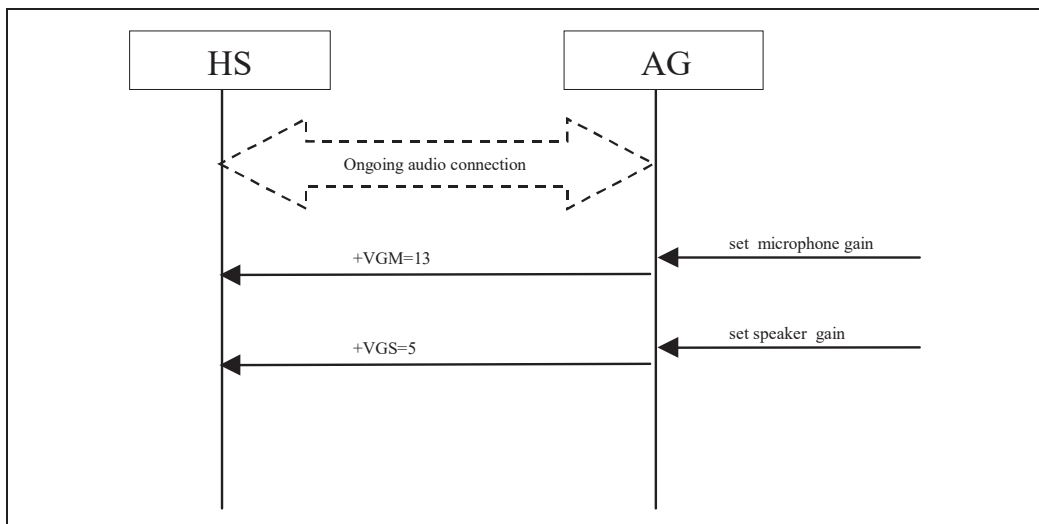 HS
AG
Ongoing audio connection
set microphone gain
+VGM=13
set speaker gain
+VGS=5